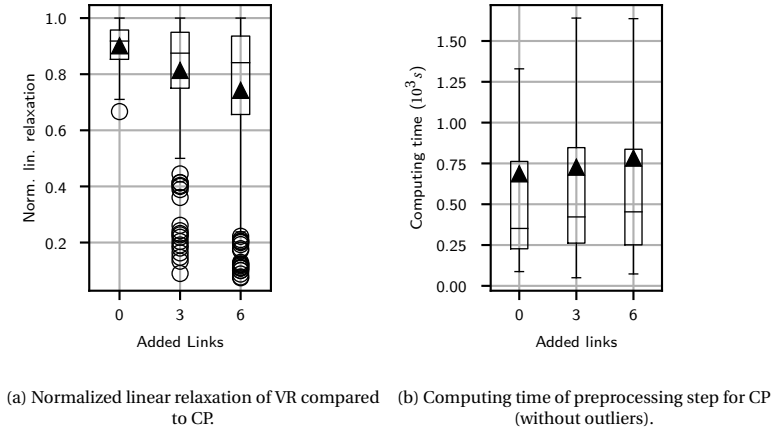 1.0
0.8
0.6
0.4
0.2
Norm. lin. relaxation
0 3 6
Added Links
1.50
1.25
1.00
0.75
0.50
0.25
0.00
Computing time (10³ s)
0 3 6
Added links
(a) Normalized linear relaxation of VR compared
to CP.
(b) Computing time of preprocessing step for CP
(without outliers).